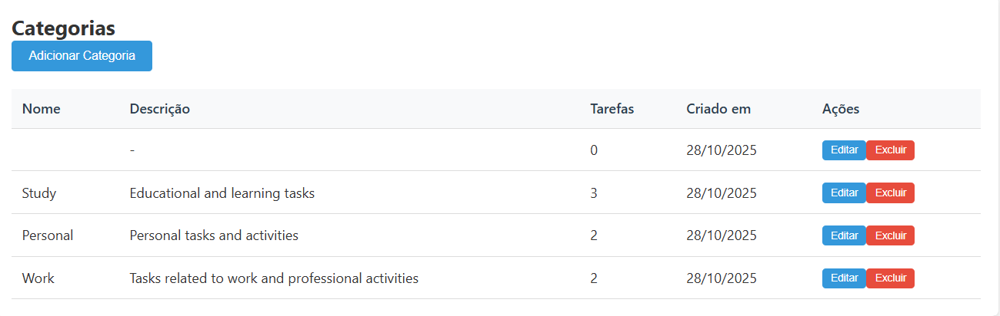 Categorias
Adicionar Categoria
Nome Descrição Tarefas Criado em Ações
- 0 28/10/2025 Editar Excluir
Study Educational and learning tasks 3 28/10/2025 Editar Excluir
Personal Personal tasks and activities 2 28/10/2025 Editar Excluir
Work Tasks related to work and professional activities 2 28/10/2025 Editar Excluir